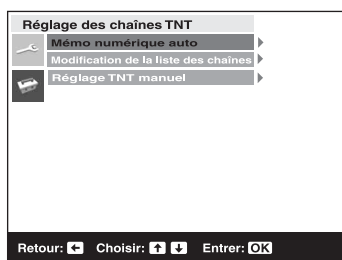 Réglage des chaînes TNT
Mémo numérique auto
Modification de la liste des chaînes
Réglage TNT manuel
Retour: ← Choisir: ↑ ↓ Entrer: OK